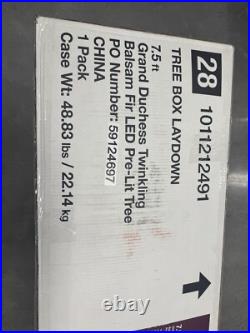 28 1011212491
TREE BOX LAYDOWN
7.5 ft
Grand Duchess Twinkling
Balsam Fir LED Pre-Lit Tree
PO Number: 59124697
CHINA
1 Pack
Case Wt: 48.83 lbs / 22.14 kg